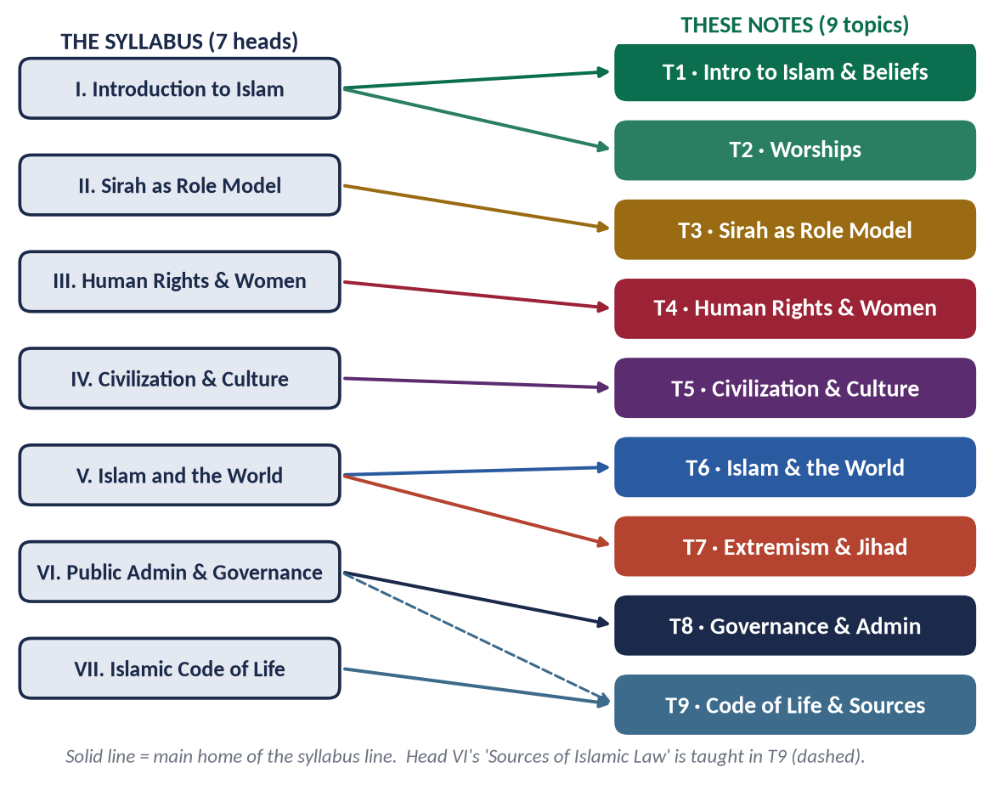 THE SYLLABUS (7 heads)
I. Introduction to Islam
II. Sirah as Role Model
III. Human Rights & Women
IV. Civilization & Culture
V. Islam and the World
VI. Public Admin & Governance
VII. Islamic Code of Life
THESE NOTES (9 topics)
T1 · Intro to Islam & Beliefs
T2 · Worships
T3 · Sirah as Role Model
T4 · Human Rights & Women
T5 · Civilization & Culture
T6 · Islam & the World
T7 · Extremism & Jihad
T8 · Governance & Admin
T9 · Code of Life & Sources
Solid line = main home of the syllabus line.  Head VI's 'Sources of Islamic Law' is taught in T9 (dashed).